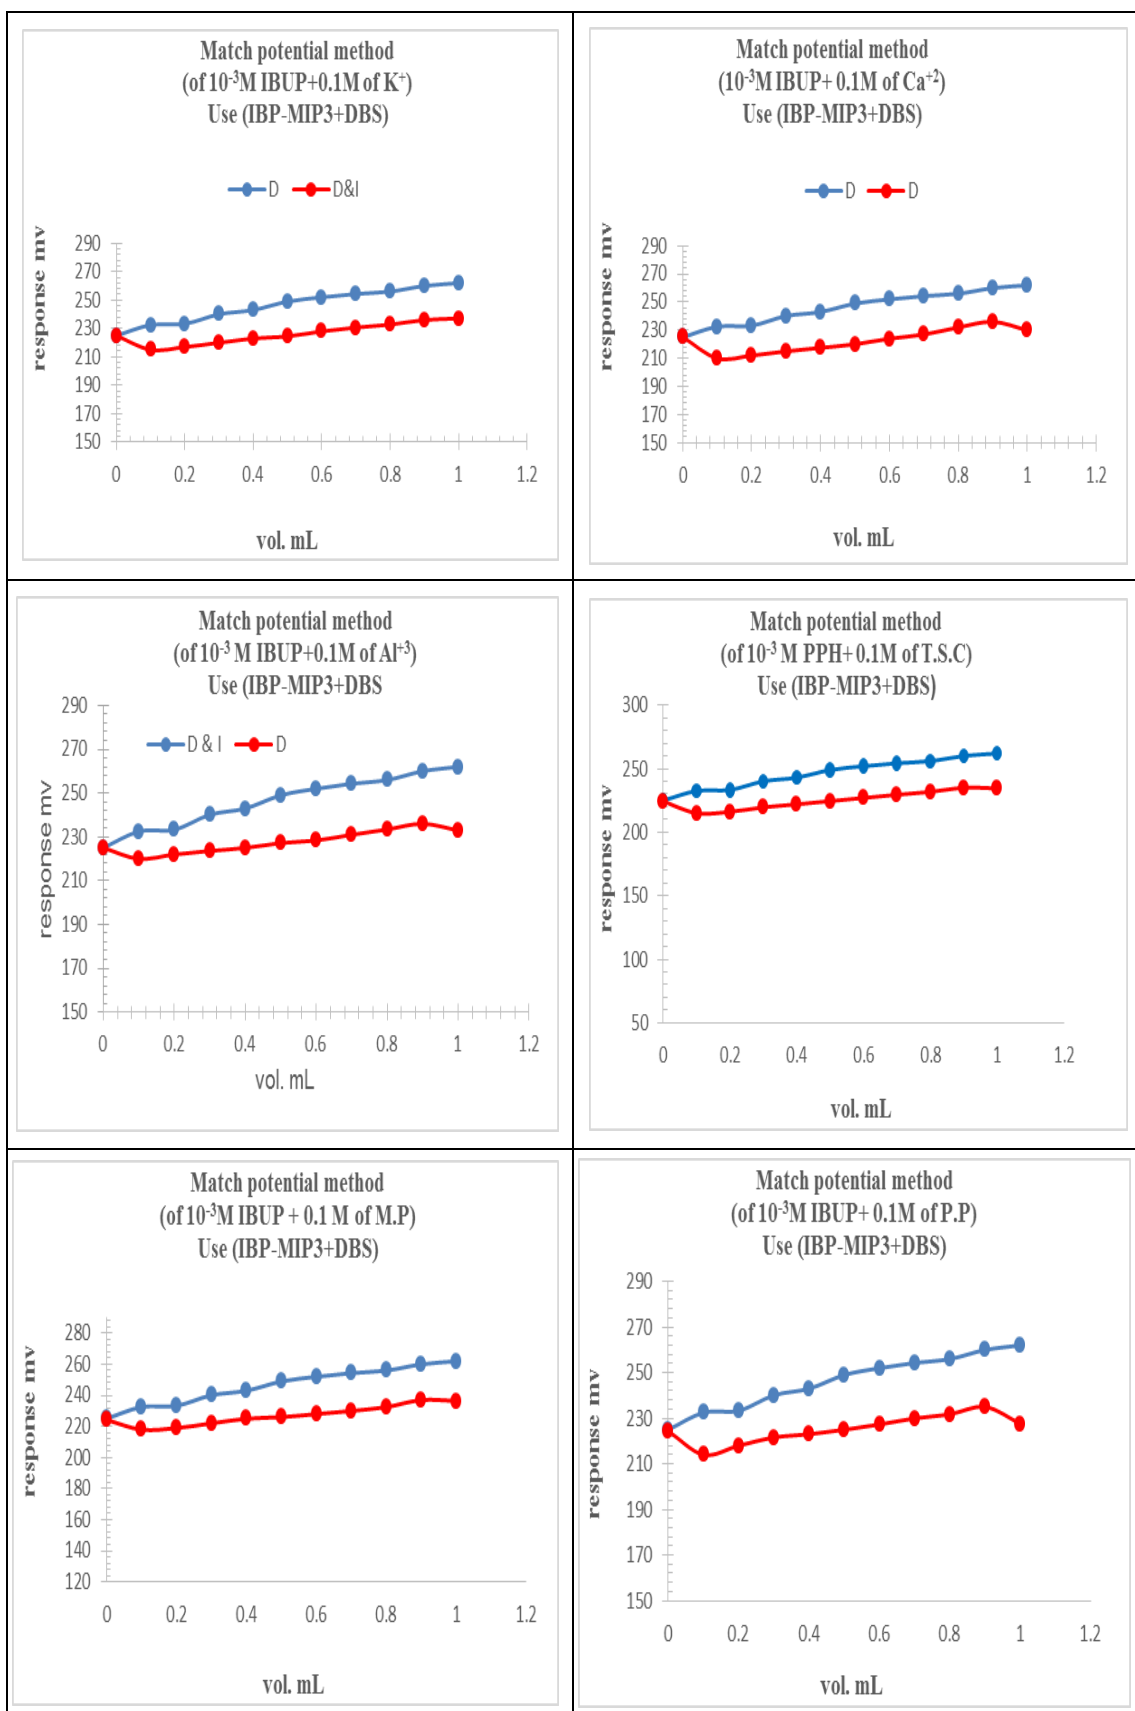 Match potential method
(of 10⁻³M IBUP+0.1M of K⁺)
Use (IBP-MIP3+DBS)
D D&I
response mv
290
270
250
230
210
190
170
150
0 0.2 0.4 0.6 0.8 1 1.2
vol. mL
Match potential method
(10⁻³M IBUP+ 0.1M of Ca⁺²)
Use (IBP-MIP3+DBS)
D D
response mv
290
270
250
230
210
190
170
150
0 0.2 0.4 0.6 0.8 1 1.2
vol. mL
Match potential method
(of 10⁻³ M IBUP+0.1M of Al⁺³)
Use (IBP-MIP3+DBS
D & I D
response mv
290
270
250
230
210
190
170
150
0 0.2 0.4 0.6 0.8 1 1.2
vol. mL
Match potential method
(of 10⁻³ M PPH+ 0.1M of T.S.C)
Use (IBP-MIP3+DBS)
response mv
300
250
200
150
100
50
0 0.2 0.4 0.6 0.8 1 1.2
vol. mL
Match potential method
(of 10⁻³M IBUP + 0.1 M of M.P)
Use (IBP-MIP3+DBS)
response mv
280
260
240
220
200
180
160
140
120
0 0.2 0.4 0.6 0.8 1 1.2
vol. mL
Match potential method
(of 10⁻³M IBUP+ 0.1M of P.P)
Use (IBP-MIP3+DBS)
response mv
290
270
250
230
210
190
170
150
0 0.2 0.4 0.6 0.8 1 1.2
vol. mL